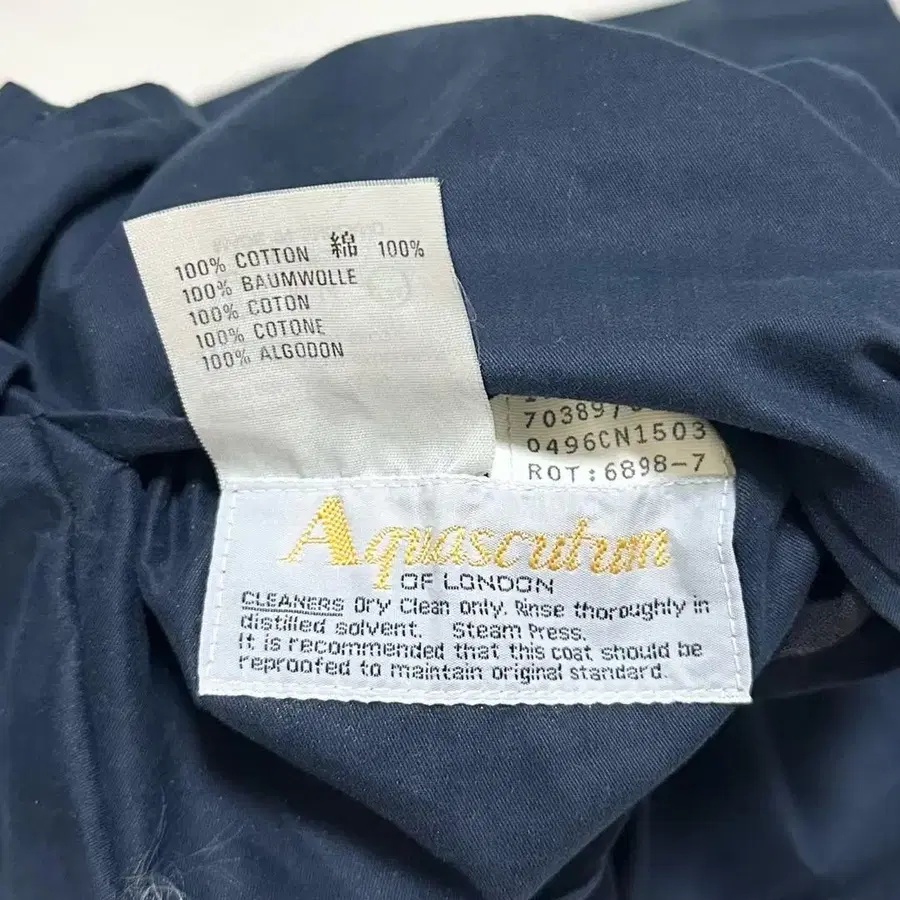 100% COTTON 綿 100%
100% BAUMWOLLE
100% COTON
100% COTONE
100% ALGODON
0496CN1503
ROT:6898-7
Aquascutum
OF LONDON
CLEANERS Dry Clean only. Rinse thoroughly in
distilled solvent. Steam Press.
It is recommended that this coat should be
reproofed to maintain original standard.